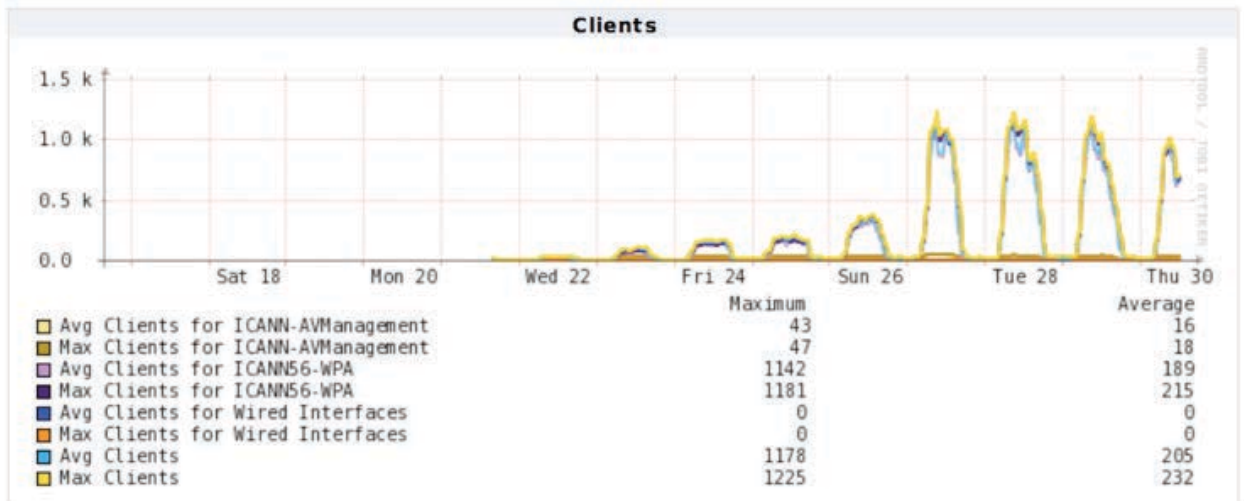 Clients
1.5 k
1.0 k
0.5 k
0.0
Sat 18 Mon 20 Wed 22 Fri 24 Sun 26 Tue 28 Thu 30
RRDTOOL / TOBI OETIKER
Maximum Average
Avg Clients for ICANN-AVManagement 43 16
Max Clients for ICANN-AVManagement 47 18
Avg Clients for ICANN56-WPA 1142 189
Max Clients for ICANN56-WPA 1181 215
Avg Clients for Wired Interfaces 0 0
Max Clients for Wired Interfaces 0 0
Avg Clients 1178 205
Max Clients 1225 232